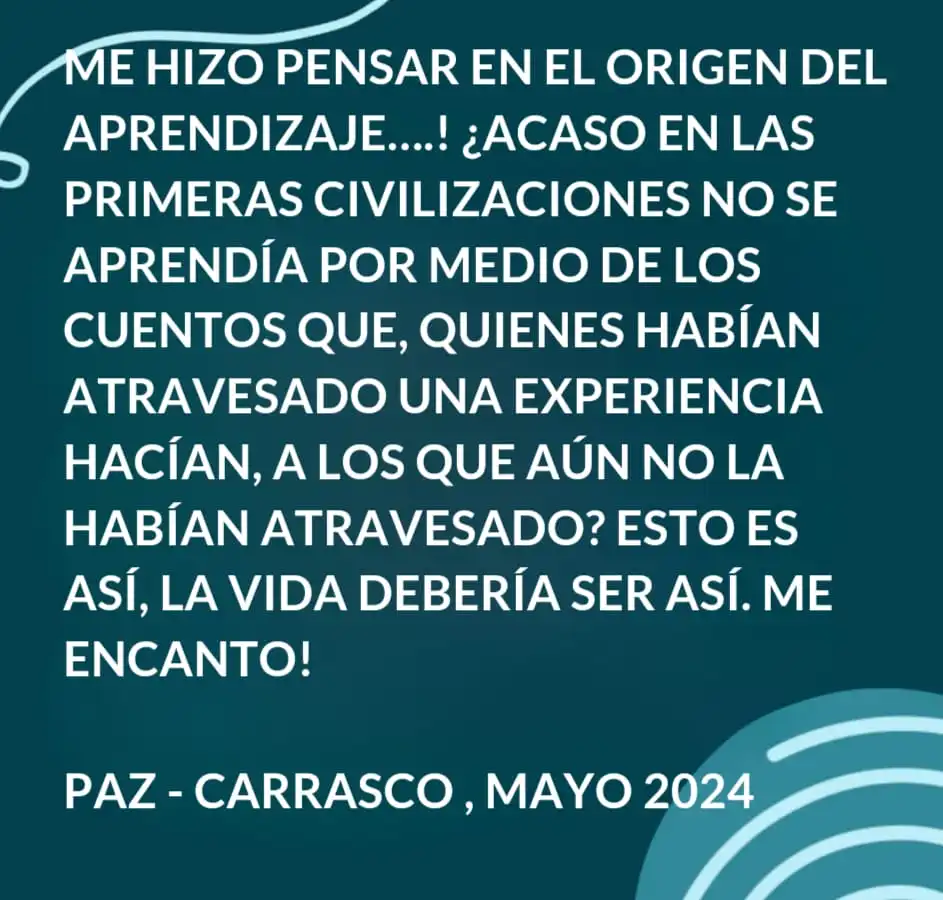 ME HIZO PENSAR EN EL ORIGEN DEL
APRENDIZAJE....! ¿ACASO EN LAS
PRIMERAS CIVILIZACIONES NO SE
APRENDÍA POR MEDIO DE LOS
CUENTOS QUE, QUIENES HABÍAN
ATRAVESADO UNA EXPERIENCIA
HACÍAN, A LOS QUE AÚN NO LA
HABÍAN ATRAVESADO? ESTO ES
ASÍ, LA VIDA DEBERÍA SER ASÍ. ME
ENCANTO!
PAZ - CARRASCO , MAYO 2024